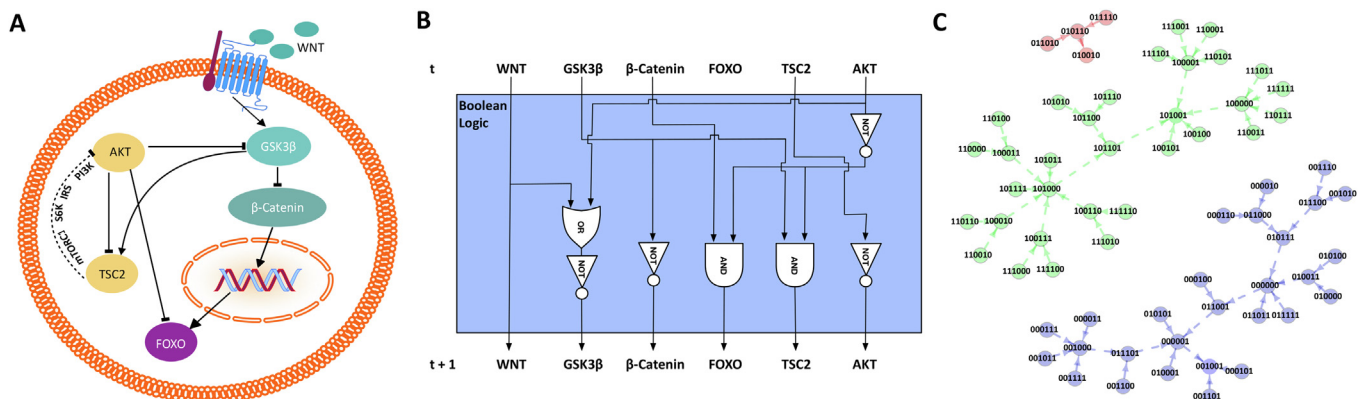 A
WNT
AKT
GSK3β
β-Catenin
PI3K
IRS
S6K
mTORC1
TSC2
FOXO
B
t WNT GSK3β β-Catenin FOXO TSC2 AKT
Boolean
Logic
NOT
OR
NOT NOT AND AND NOT
t + 1 WNT GSK3β β-Catenin FOXO TSC2 AKT
C
011110
010110
011010
010010
111001 110001
111101 110101
100001
111011
111111
100000
110111
110011
101001
100100
100101
101010 101110
101100
101101
110100
110000 100011
101011
101111 101000
110110 100010
110010
100110 111110
111010
100111
111000 111100
001110
000010 001010
011100
000110 011000
010111
010100
010011
000000
010000
011011 011111
000100
011001
010101
000011
000111
001000
001011
001111
011101
001100
000001
010001
001001 000101
001101